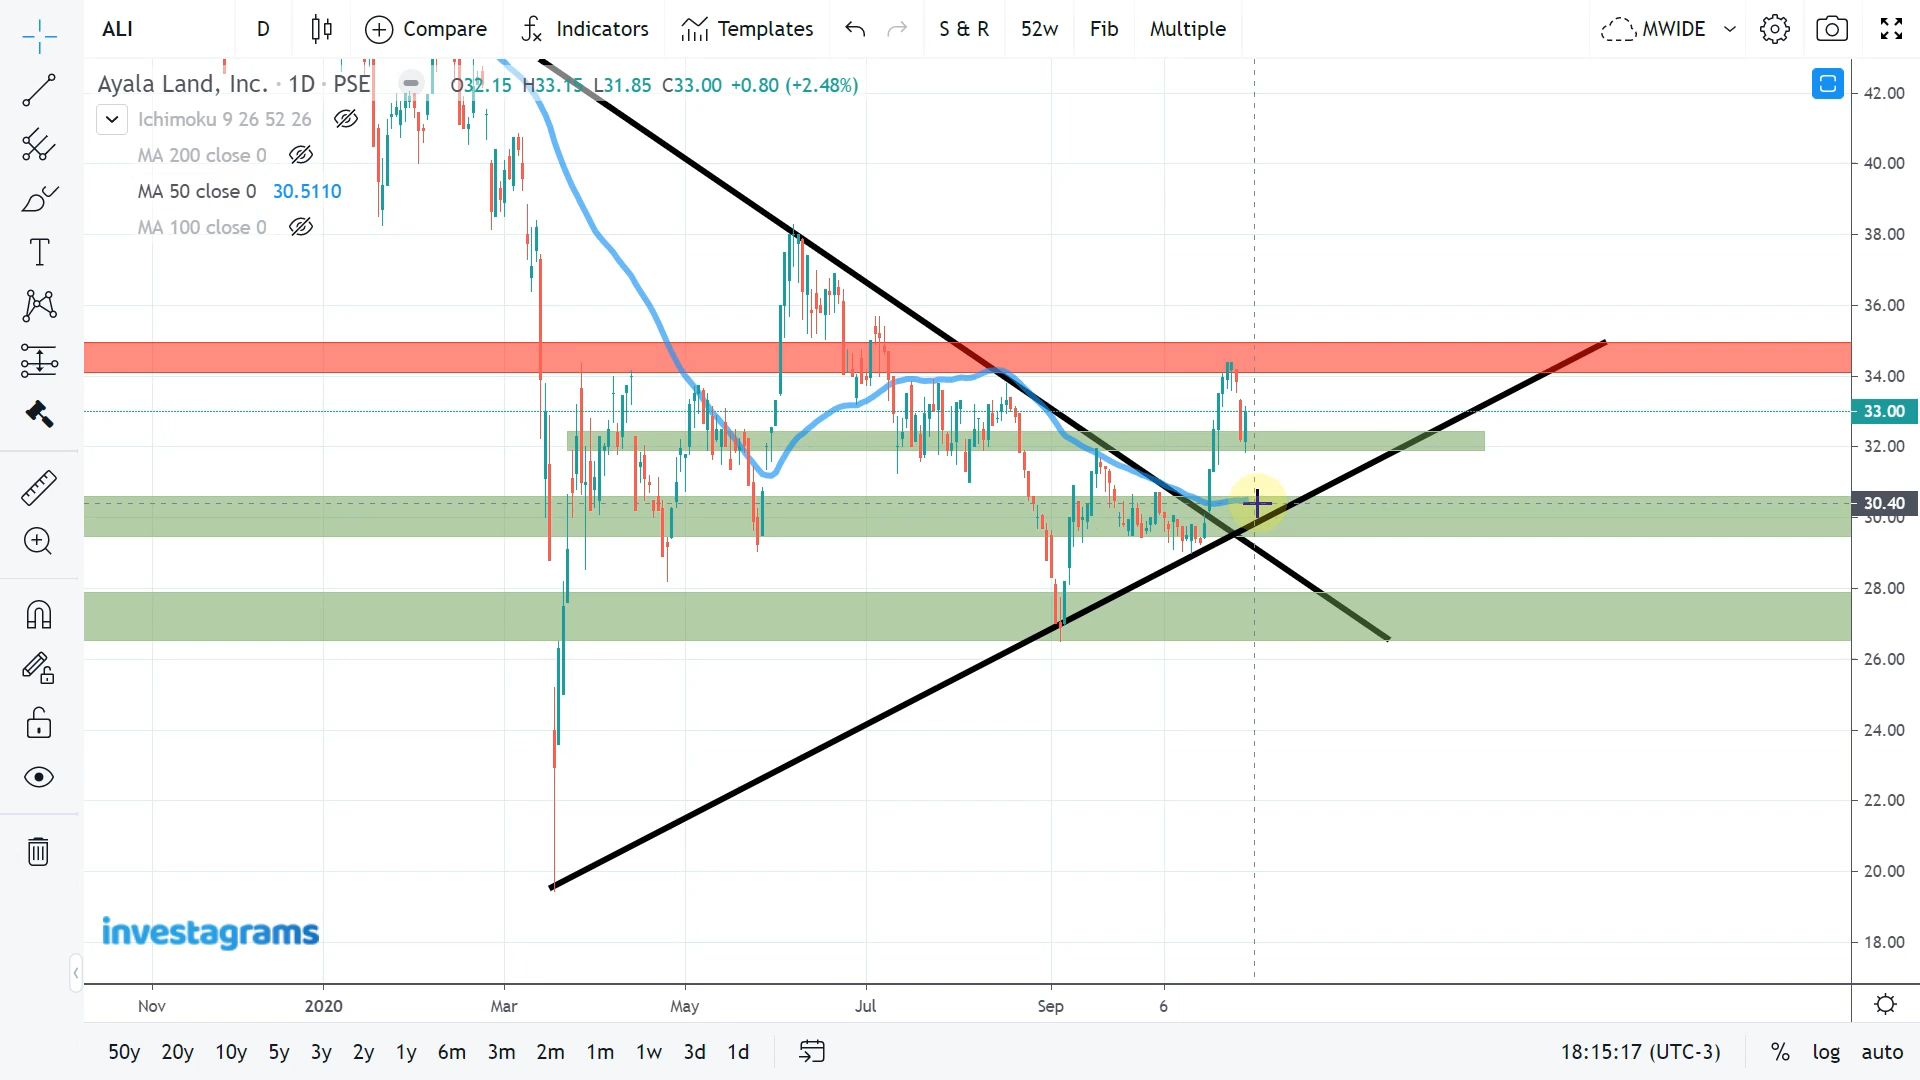 ALI D Compare Indicators Templates S & R 52w Fib Multiple MWIDE
Ayala Land, Inc. · 1D · PSE O32.15 H33.15 L31.85 C33.00 +0.80 (+2.48%)
Ichimoku 9 26 52 26
MA 200 close 0
MA 50 close 0 30.5110
MA 100 close 0
42.00
40.00
38.00
36.00
34.00
33.00
32.00
30.40
30.00
28.00
26.00
24.00
22.00
20.00
18.00
investagrams
Nov 2020 Mar May Jul Sep 6
50y 20y 10y 5y 3y 2y 1y 6m 3m 2m 1m 1w 3d 1d 18:15:17 (UTC-3) % log auto